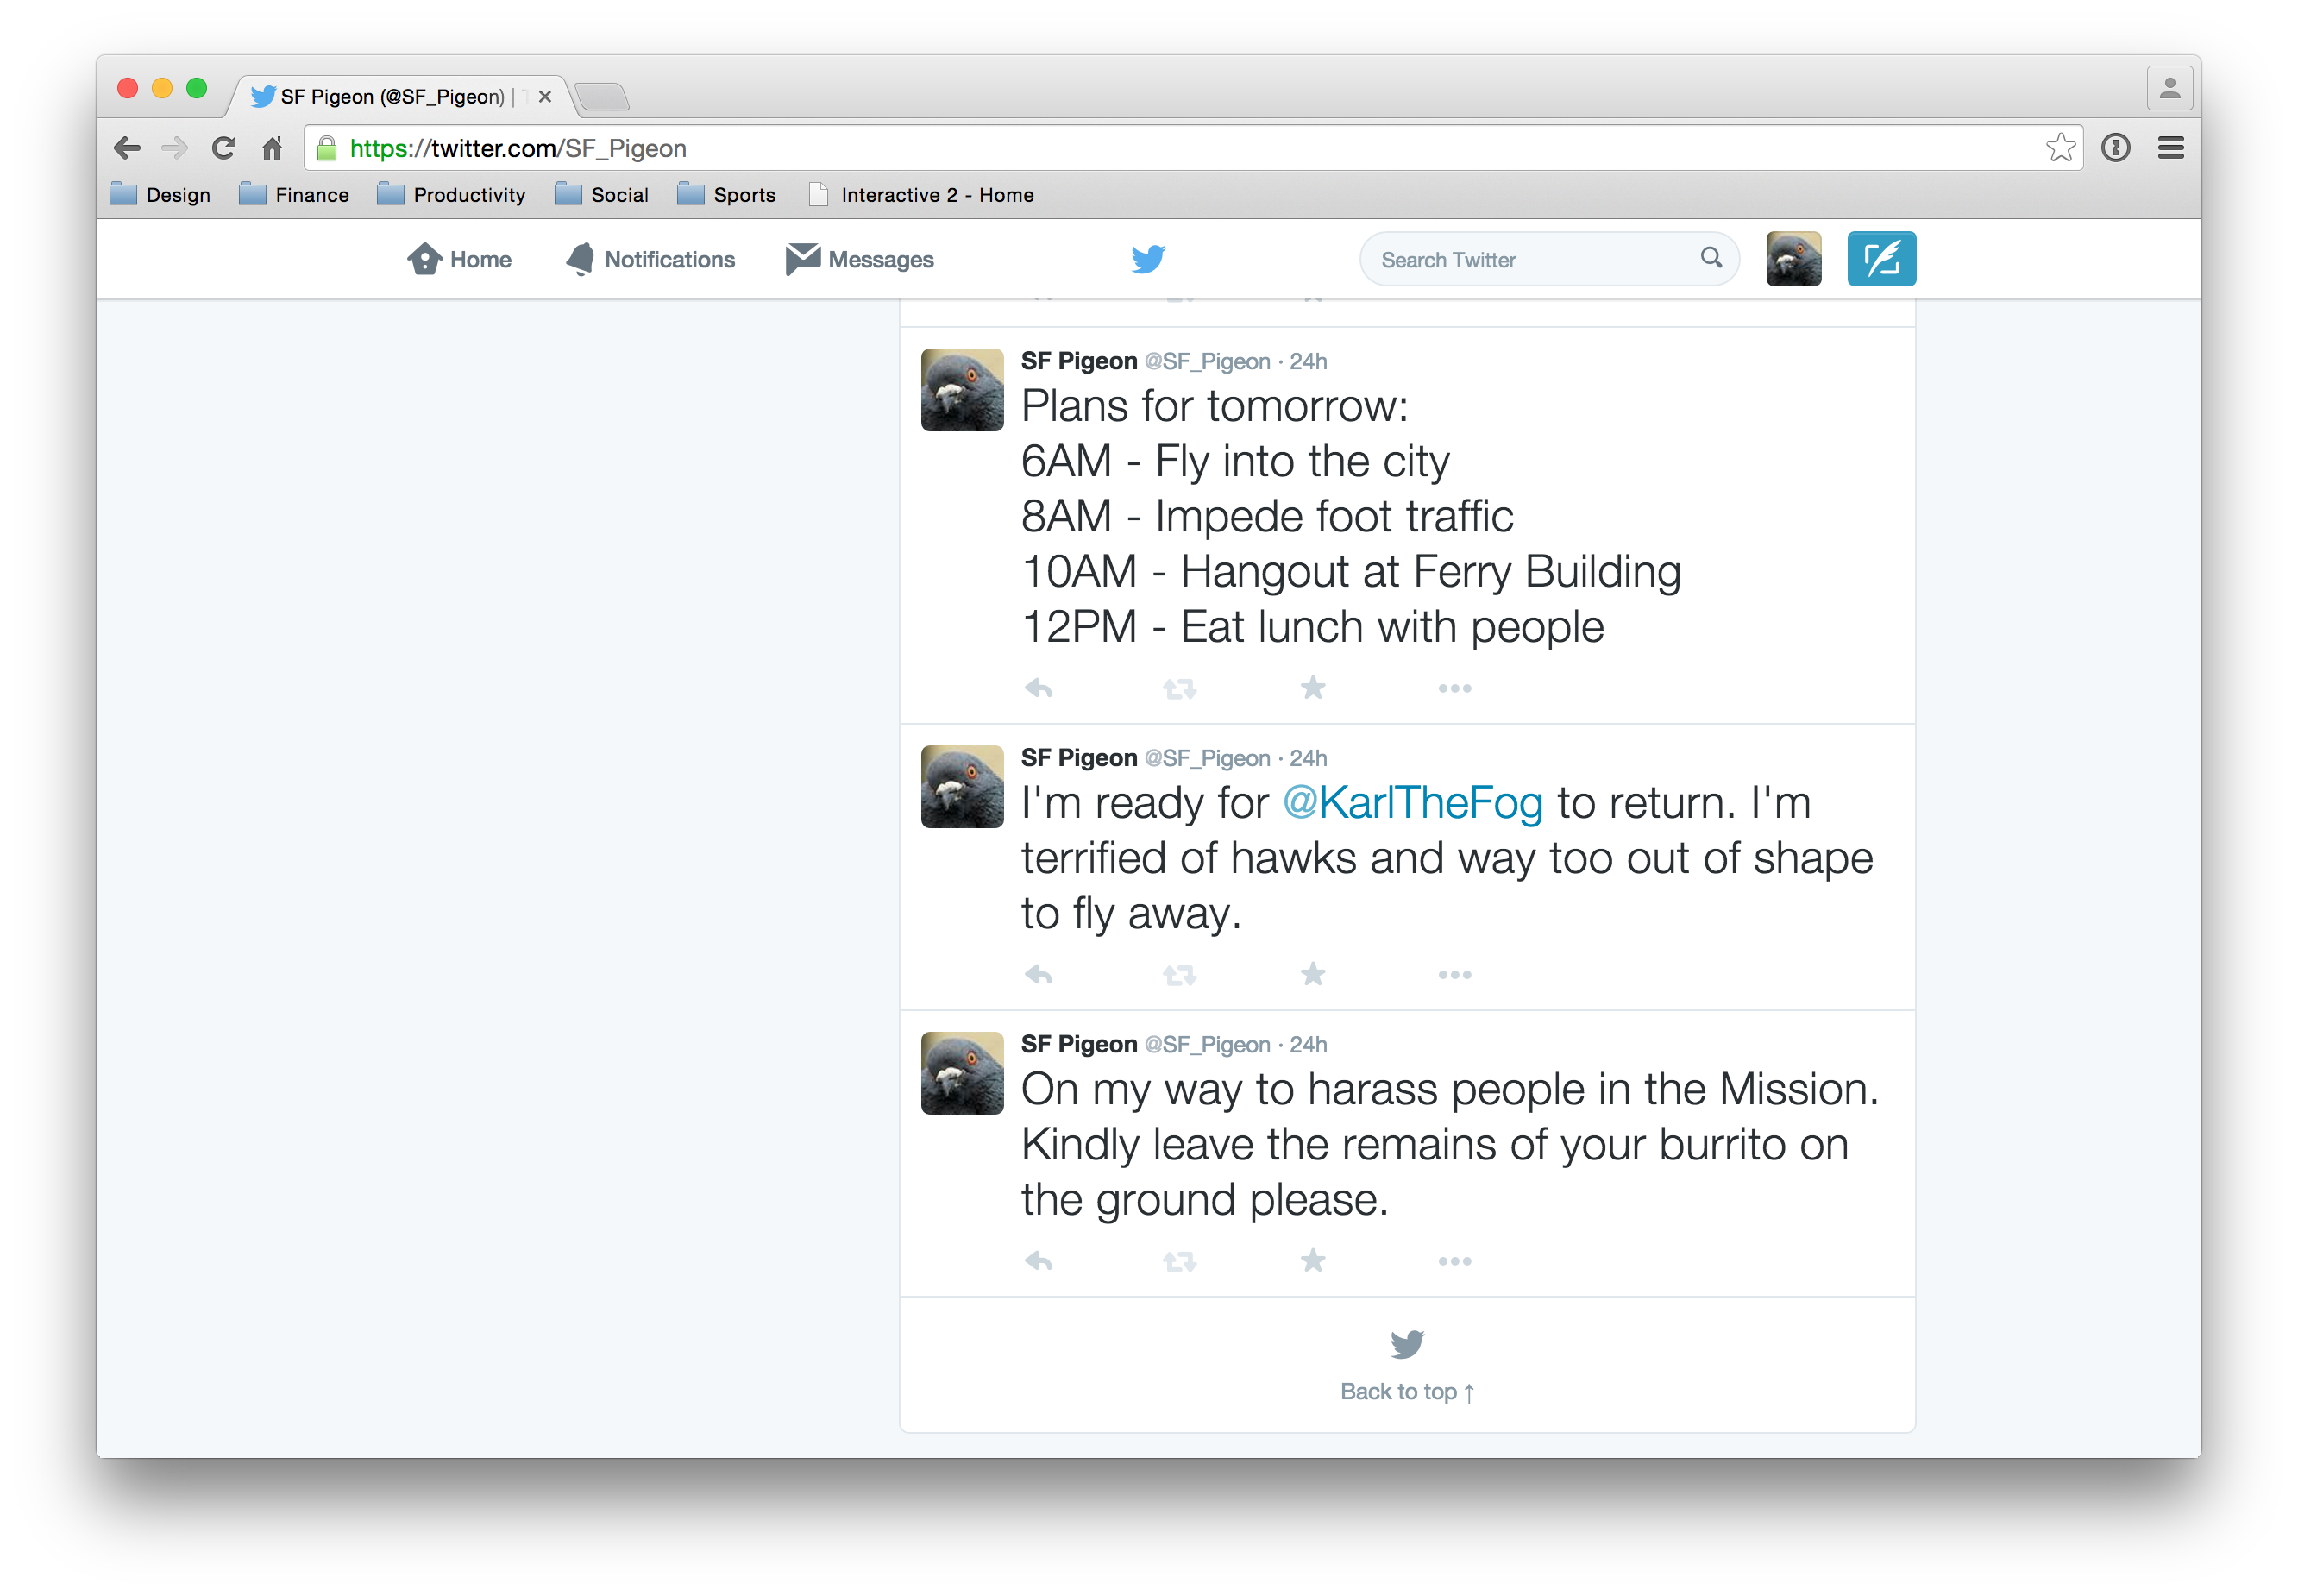 SF Pigeon (@SF_Pigeon) |
https://twitter.com/SF_Pigeon
Design Finance Productivity Social Sports Interactive 2 - Home
Home Notifications Messages Search Twitter
SF Pigeon @SF_Pigeon · 24h
Plans for tomorrow:
6AM - Fly into the city
8AM - Impede foot traffic
10AM - Hangout at Ferry Building
12PM - Eat lunch with people
SF Pigeon @SF_Pigeon · 24h
I'm ready for @KarlTheFog to return. I'm
terrified of hawks and way too out of shape
to fly away.
SF Pigeon @SF_Pigeon · 24h
On my way to harass people in the Mission.
Kindly leave the remains of your burrito on
the ground please.
Back to top ↑